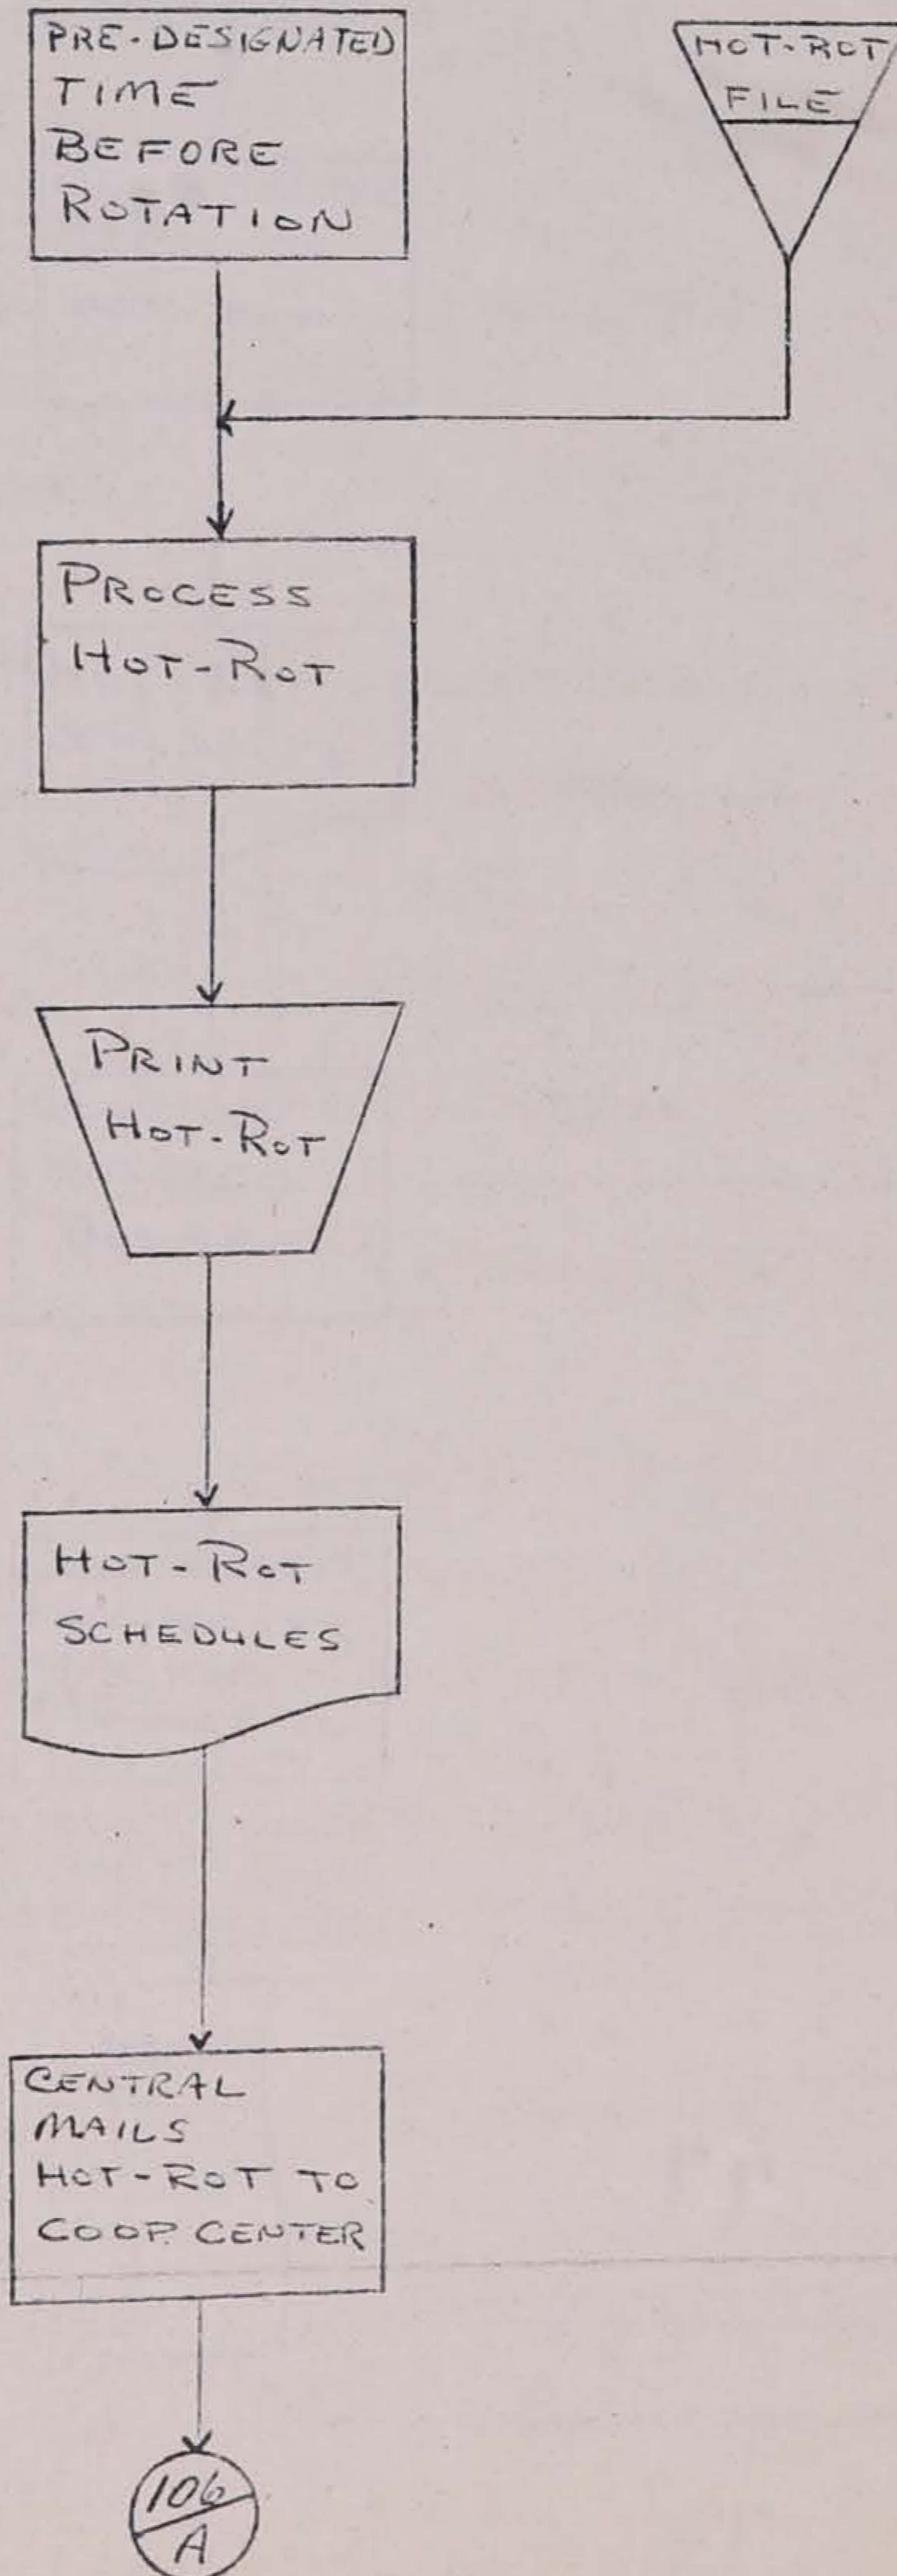 PRE-DESIGNATED
TIME
BEFORE
ROTATION
HOT-ROT
FILE
PROCESS
HOT-ROT
PRINT
HOT-ROT
HOT-ROT
SCHEDULES
CENTRAL
MAILS
HOT-ROT TO
COOP. CENTER
106
A